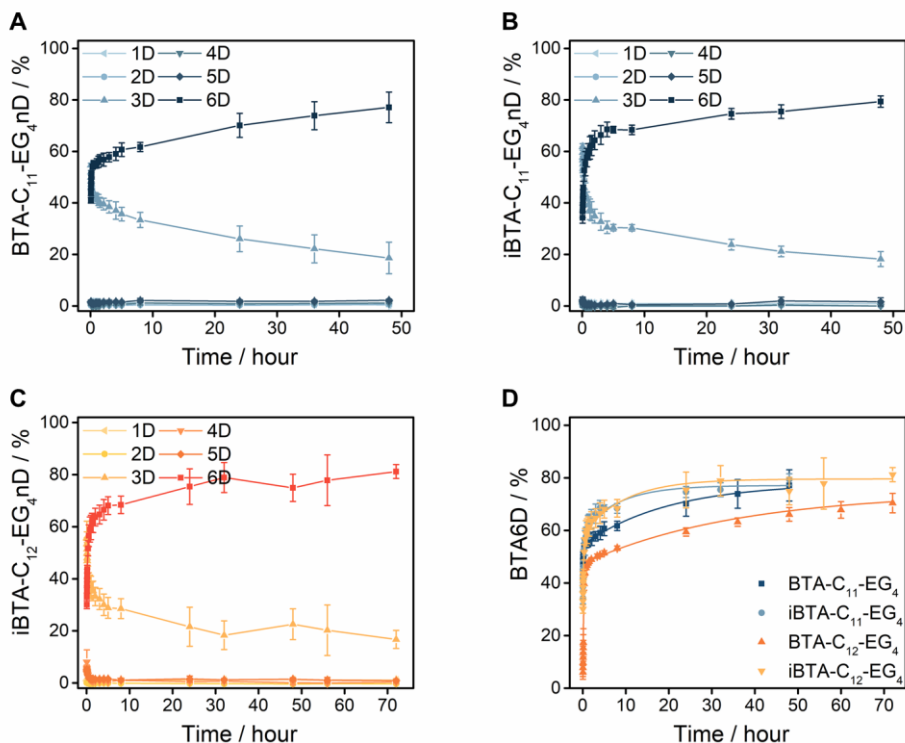 A
BTA-C₁₁-EG₄nD / %
100
80
60
40
20
0
1D 4D
2D 5D
3D 6D
0 10 20 30 40 50
Time / hour
B
iBTA-C₁₁-EG₄nD / %
100
80
60
40
20
0
1D 4D
2D 5D
3D 6D
0 10 20 30 40 50
Time / hour
C
iBTA-C₁₂-EG₄nD / %
100
80
60
40
20
0
1D 4D
2D 5D
3D 6D
0 10 20 30 40 50 60 70
Time / hour
D
BTA6D / %
100
80
60
40
20
0
BTA-C₁₁-EG₄
iBTA-C₁₁-EG₄
BTA-C₁₂-EG₄
iBTA-C₁₂-EG₄
0 10 20 30 40 50 60 70
Time / hour